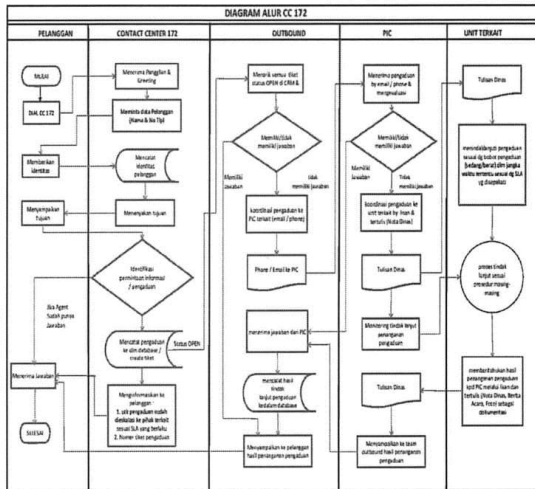 DIAGRAM ALUR CC 172
PELANGGAN
CONTACT CENTER 172
OUTBOUND
PIC
UNIT TERKAIT
MULAI
DIAL CC 172
Memberikan
identitas
Menyampaikan
tujuan
Jika Agent
Sudah punya
Jawaban
Menerima Jawaban
SELESAI
Menerima Panggilan &
Greeting
Meminta data Pelanggan
(Nama & No Tlp)
Mencatat
identitas
pelanggan
Menanyakan tujuan
Identifikasi
permintaan informasi
/ pengaduan
Mencatat pengaduan
ke dlm database /
create tiket
Status OPEN
Menginformasikan ke
pelanggan :
pengaduan sudah
dieskalasi ke pihak terkait
sesuai SLA yang berlaku
2. Nomer tiket pengaduan
Menarik semua tiket
status OPEN di CRM &
Memiliki/tidak
memiliki jawaban
Memiliki
jawaban
tidak
memiliki jawaban
koordinasi pengaduan ke
PIC terkait (email / phone)
Phone / Email ke PIC
menerima jawaban dari PIC
mencatat hasil
tindak
lanjut pengaduan
kedalam database
Menyampaikan ke pelanggan
hasil penanganan pengaduan
Menerima pengaduan
by email / phone &
mengevaluasi
Memiliki/tidak
memiliki jawaban
Memiliki
Jawaban
Tidak
memiliki jawaban
koordinasi pengaduan ke
unit terkait by lisan &
tertulis (Nota Dinas)
Tulisan Dinas
Monitoring tindak lanjut
penanganan
pengaduan
Tulisan Dinas
Menyampaikan ke team
outbound hasil penanganan
pengaduan
Tulisan Dinas
menindaklanjuti pengaduan
sesuai dg bobot pengaduan
(sedang/berat) dlm jangka
waktu tertentu sesuai dg SLA
yg disepakati
proses tindak
lanjut sesuai
prosedur masing-
masing
memberitahukan hasil
penanganan pengaduan
kpd PIC melalui lisan dan
tertulis (Nota Dinas, Berita
Acara, Foto) sebagai
dokumentasi